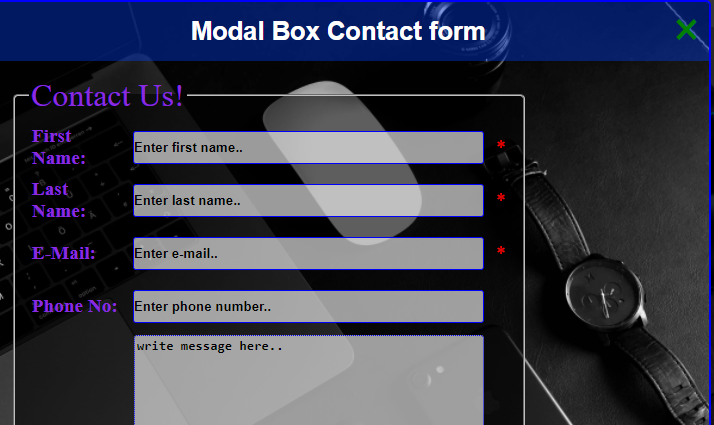 Modal Box Contact form
Contact Us!
First
Name:
Enter first name..
*
Last
Name:
Enter last name..
*
E-Mail:
Enter e-mail..
*
Phone No:
Enter phone number..
write message here..